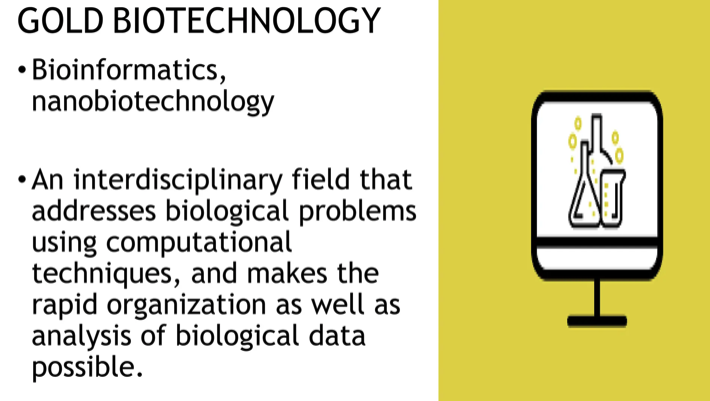 GOLD BIOTECHNOLOGY
• Bioinformatics,
nanobiotechnology
• An interdisciplinary field that
addresses biological problems
using computational
techniques, and makes the
rapid organization as well as
analysis of biological data
possible.